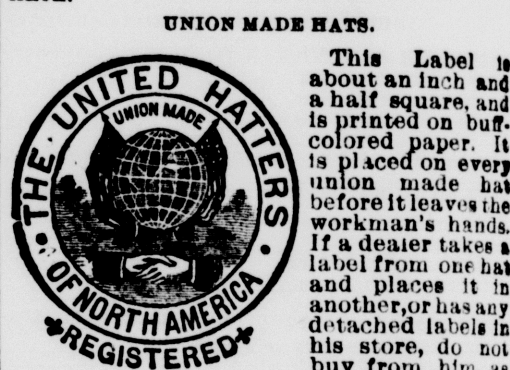 UNION MADE HATS.
THE UNITED HATTERS
UNION MADE
OF NORTH AMERICA
REGISTERED
This Label is
about an inch and
a half square, and
is printed on buff-
colored paper. It
is placed on every
union made hat
before it leaves the
workman's hands.
If a dealer takes a
label from one hat
and places it in
another, or has any
detached labels in
his store, do not
buy from him as